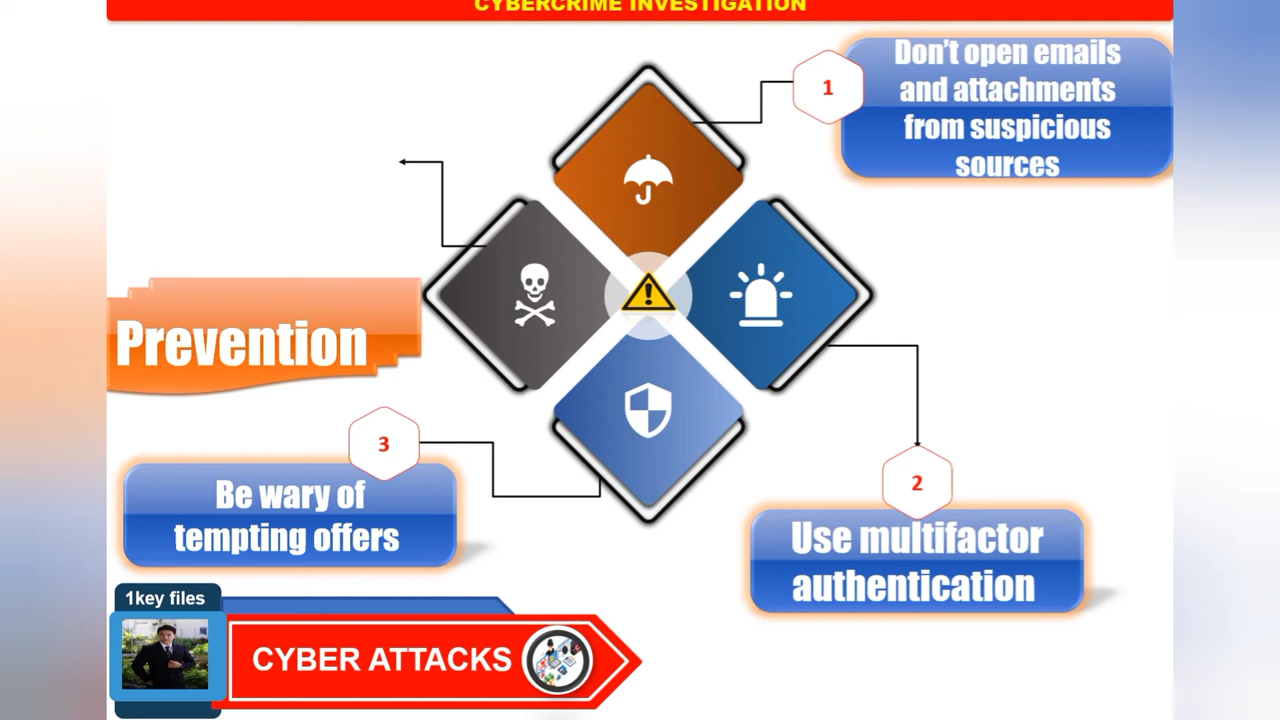 CYBERCRIME INVESTIGATION
1
Don't open emails
and attachments
from suspicious
sources
Prevention
3
Be wary of
tempting offers
2
Use multifactor
authentication
1key files
CYBER ATTACKS